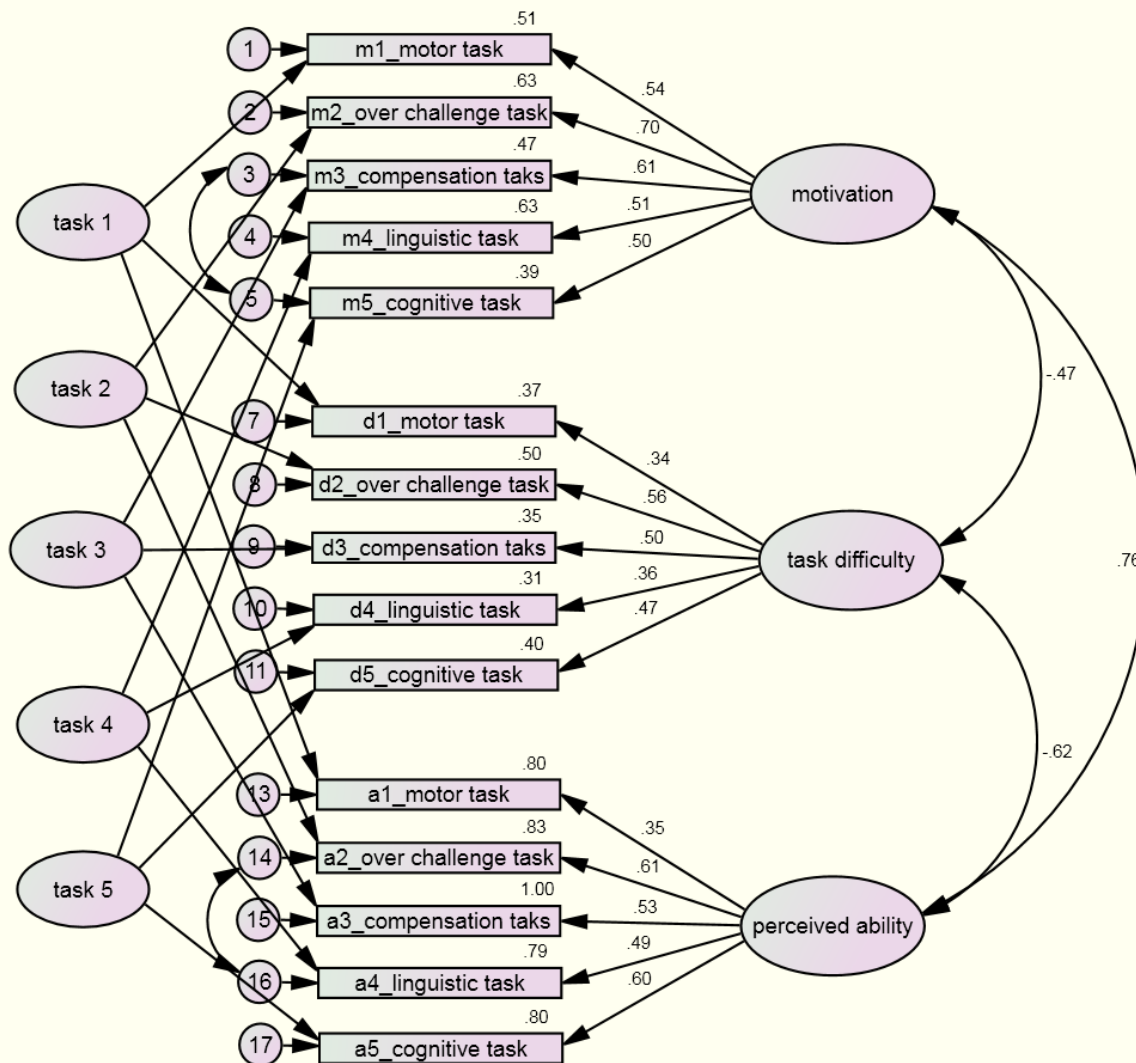 .51
1
m1_motor task
.54
.63
2
m2_over challenge task
.70
.47
3
m3_compensation taks
.61
motivation
.63
task 1
4
m4_linguistic task
.51
.50
.39
5
m5_cognitive task
-.47
task 2
.37
7
d1_motor task
.34
.50
8
d2_over challenge task
.56
.35
task 3
9
d3_compensation taks
.50
task difficulty
.76
.31
10
d4_linguistic task
.36
.47
.40
11
d5_cognitive task
task 4
-.62
.80
13
a1_motor task
.35
.83
14
a2_over challenge task
.61
task 5
1.00
15
a3_compensation taks
.53
perceived ability
.79
16
a4_linguistic task
.49
.60
.80
17
a5_cognitive task